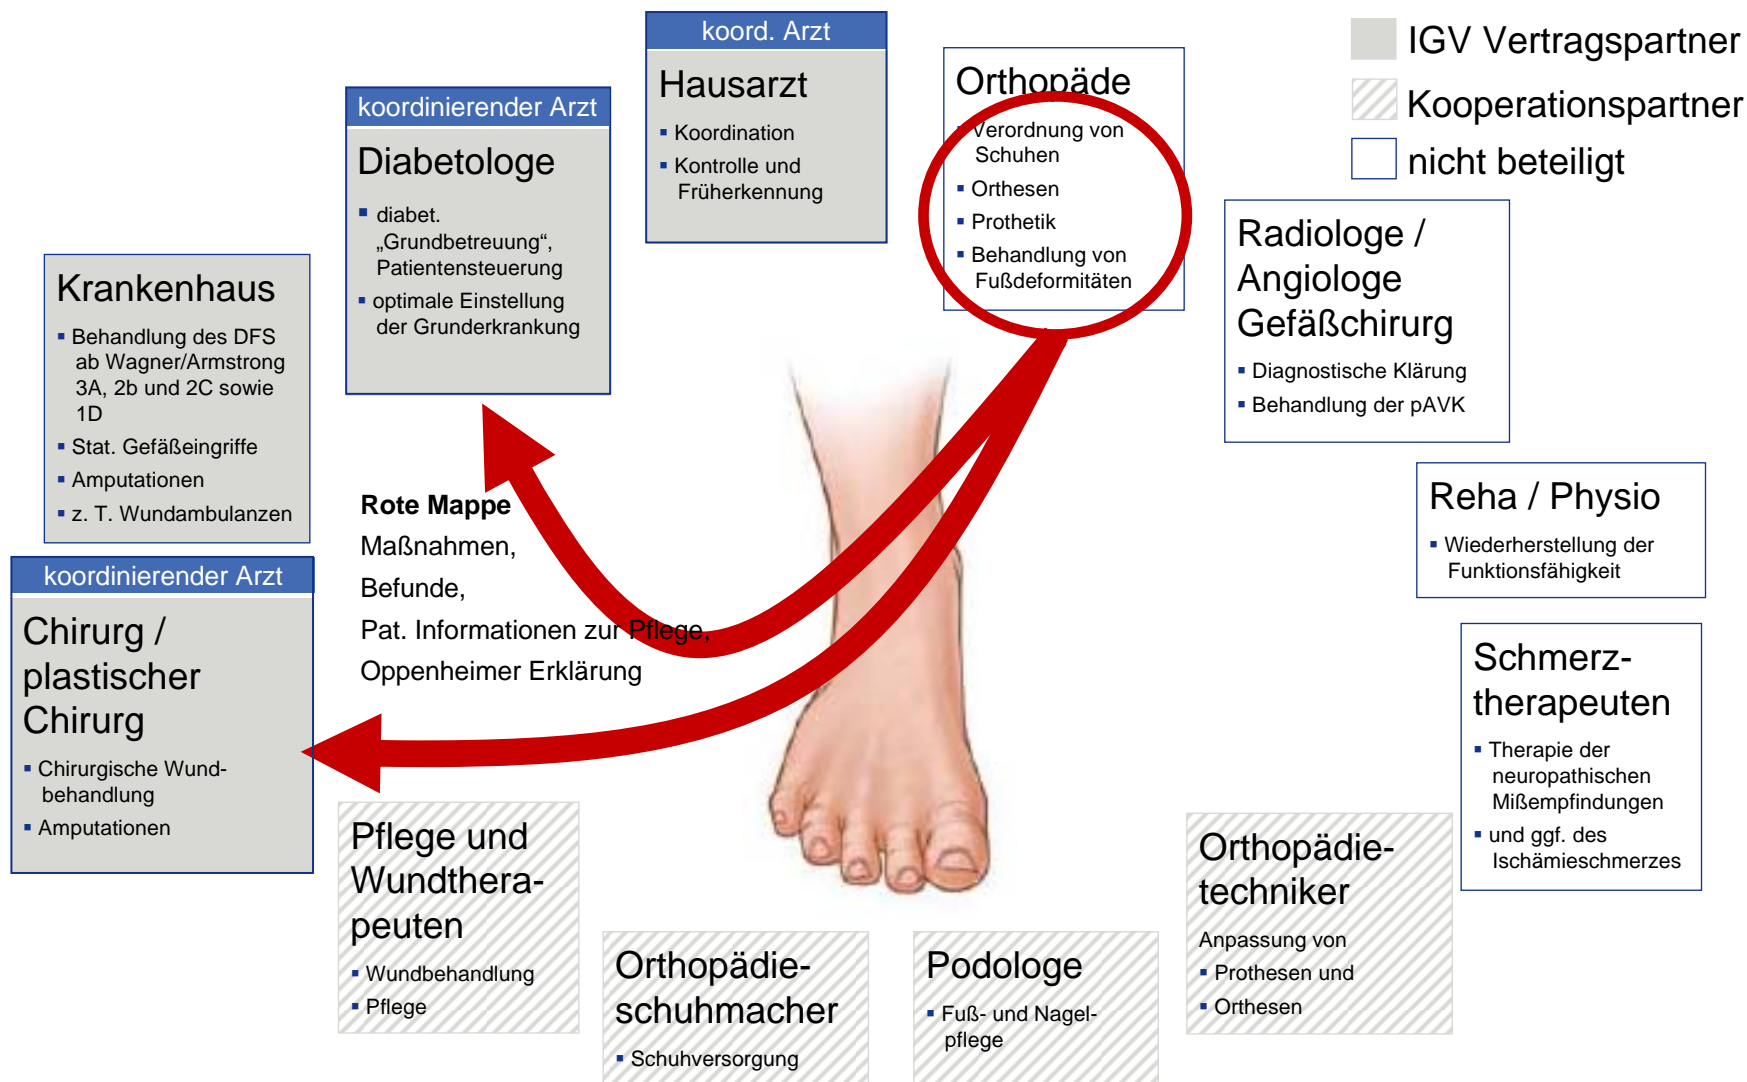 koord. Arzt
Hausarzt
▪ Koordination
▪ Kontrolle und
Früherkennung
Orthopäde
▪ Verordnung von
Schuhen
▪ Orthesen
▪ Prothetik
▪ Behandlung von
Fußdeformitäten
IGV Vertragspartner
Kooperationspartner
nicht beteiligt
koordinierender Arzt
Diabetologe
▪ diabet.
„Grundbetreuung“,
Patientensteuerung
▪ optimale Einstellung
der Grunderkrankung
Radiologe /
Angiologe
Gefäßchirurg
▪ Diagnostische Klärung
▪ Behandlung der pAVK
Krankenhaus
▪ Behandlung des DFS
ab Wagner/Armstrong
3A, 2b und 2C sowie
1D
▪ Stat. Gefäßeingriffe
▪ Amputationen
▪ z. T. Wundambulanzen
Rote Mappe
Maßnahmen,
Befunde,
Pat. Informationen zur Pflege,
Oppenheimer Erklärung
Reha / Physio
▪ Wiederherstellung der
Funktionsfähigkeit
koordinierender Arzt
Chirurg /
plastischer
Chirurg
▪ Chirurgische Wund-
behandlung
▪ Amputationen
Schmerz-
therapeuten
▪ Therapie der
neuropathischen
Mißempfindungen
▪ und ggf. des
Ischämieschmerzes
Pflege und
Wundthera-
peuten
▪ Wundbehandlung
▪ Pflege
Orthopädie-
schuhmacher
▪ Schuhversorgung
Podologe
▪ Fuß- und Nagel-
pflege
Orthopädie-
techniker
Anpassung von
▪ Prothesen und
▪ Orthesen